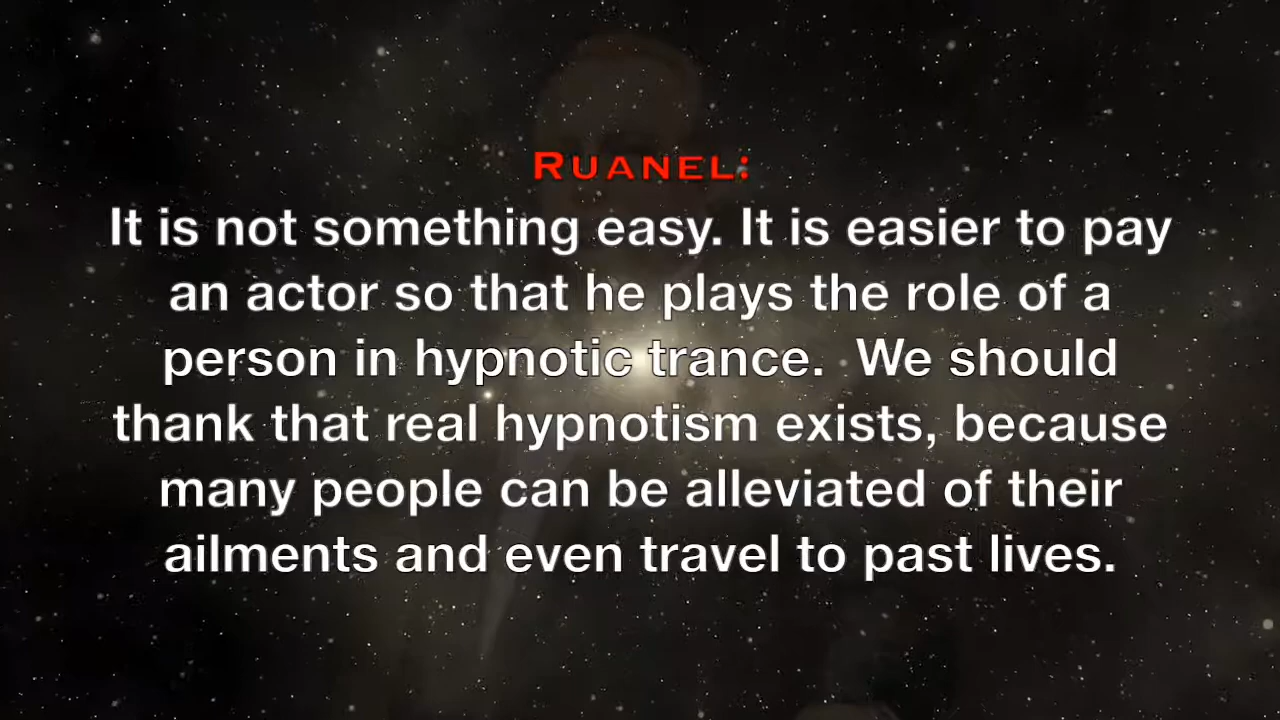 RUANEL:
It is not something easy. It is easier to pay
an actor so that he plays the role of a
person in hypnotic trance.  We should
thank that real hypnotism exists, because
many people can be alleviated of their
ailments and even travel to past lives.